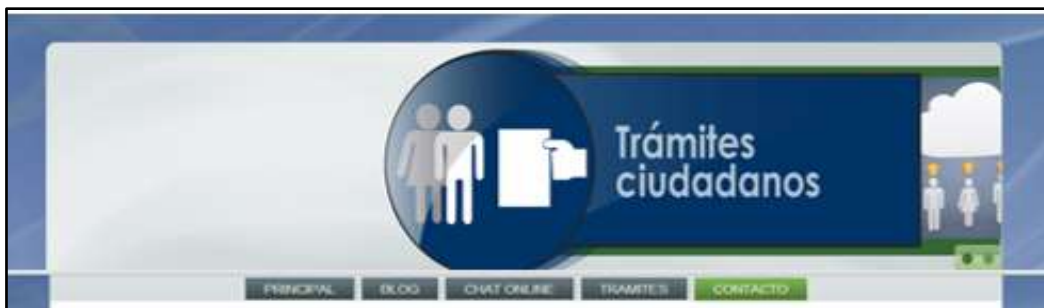 Trámites
ciudadanos
PRINCIPAL BLOG CHAT ONLINE TRAMITES CONTACTO